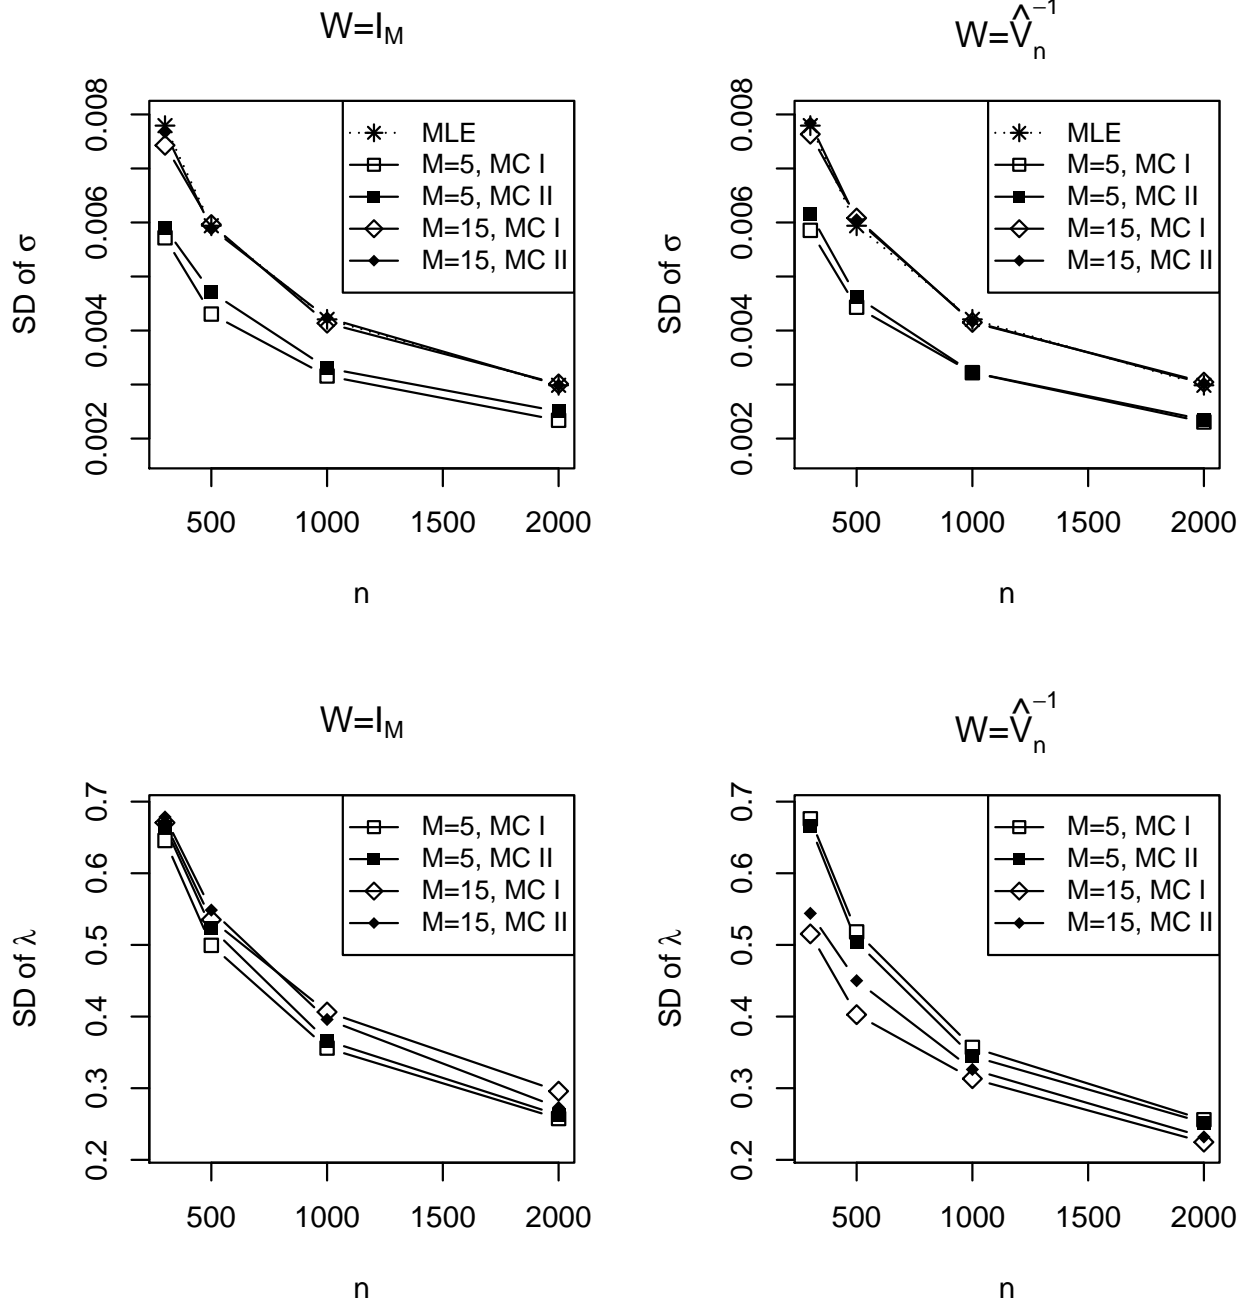 W=I_M
SD of σ
0.002 0.004 0.006 0.008
MLE
M=5, MC I
M=5, MC II
M=15, MC I
M=15, MC II
500 1000 1500 2000
n
W=V̂_n^−1
SD of σ
0.002 0.004 0.006 0.008
MLE
M=5, MC I
M=5, MC II
M=15, MC I
M=15, MC II
500 1000 1500 2000
n
W=I_M
SD of λ
0.2 0.3 0.4 0.5 0.6 0.7
M=5, MC I
M=5, MC II
M=15, MC I
M=15, MC II
500 1000 1500 2000
n
W=V̂_n^−1
SD of λ
0.2 0.3 0.4 0.5 0.6 0.7
M=5, MC I
M=5, MC II
M=15, MC I
M=15, MC II
500 1000 1500 2000
n